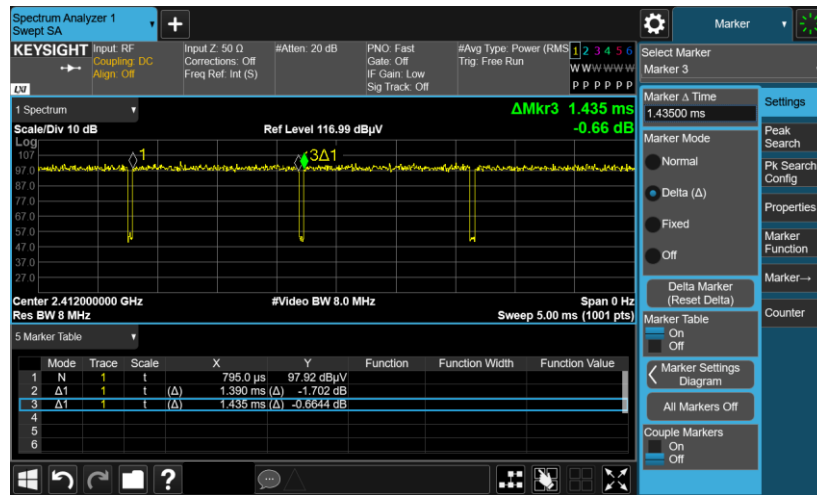 Spectrum Analyzer 1
Swept SA
Marker
KEYSIGHT
Input: RF
Coupling: DC
Align: Off
Input Z: 50 Ω
Corrections: Off
Freq Ref: Int (S)
#Atten: 20 dB
PNO: Fast
Gate: Off
IF Gain: Low
Sig Track: Off
#Avg Type: Power (RMS
Trig: Free Run
1 2 3 4 5 6
W W W W W W
P P P P P P
LXI
Select Marker
Marker 3
1 Spectrum
ΔMkr3 1.435 ms
-0.66 dB
Scale/Div 10 dB
Ref Level 116.99 dBµV
Log
107
97.0
87.0
77.0
67.0
57.0
47.0
37.0
27.0
1
3Δ1
Center 2.412000000 GHz
#Video BW 8.0 MHz
Span 0 Hz
Res BW 8 MHz
Sweep 5.00 ms (1001 pts)
5 Marker Table
Mode Trace Scale X Y Function Function Width Function Value
1 N 1 t 795.0 µs 97.92 dBµV
2 Δ1 1 t (Δ) 1.390 ms (Δ) -1.702 dB
3 Δ1 1 t (Δ) 1.435 ms (Δ) -0.6644 dB
4
5
6
Marker Δ Time
1.43500 ms
Marker Mode
Normal
Delta (Δ)
Fixed
Off
Delta Marker
(Reset Delta)
Marker Table
On
Off
Marker Settings
Diagram
All Markers Off
Couple Markers
On
Off
Settings
Peak
Search
Pk Search
Config
Properties
Marker
Function
Marker→
Counter